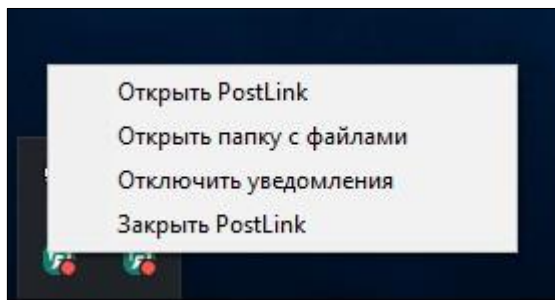 Открыть PostLink
Открыть папку с файлами
Отключить уведомления
Закрыть PostLink